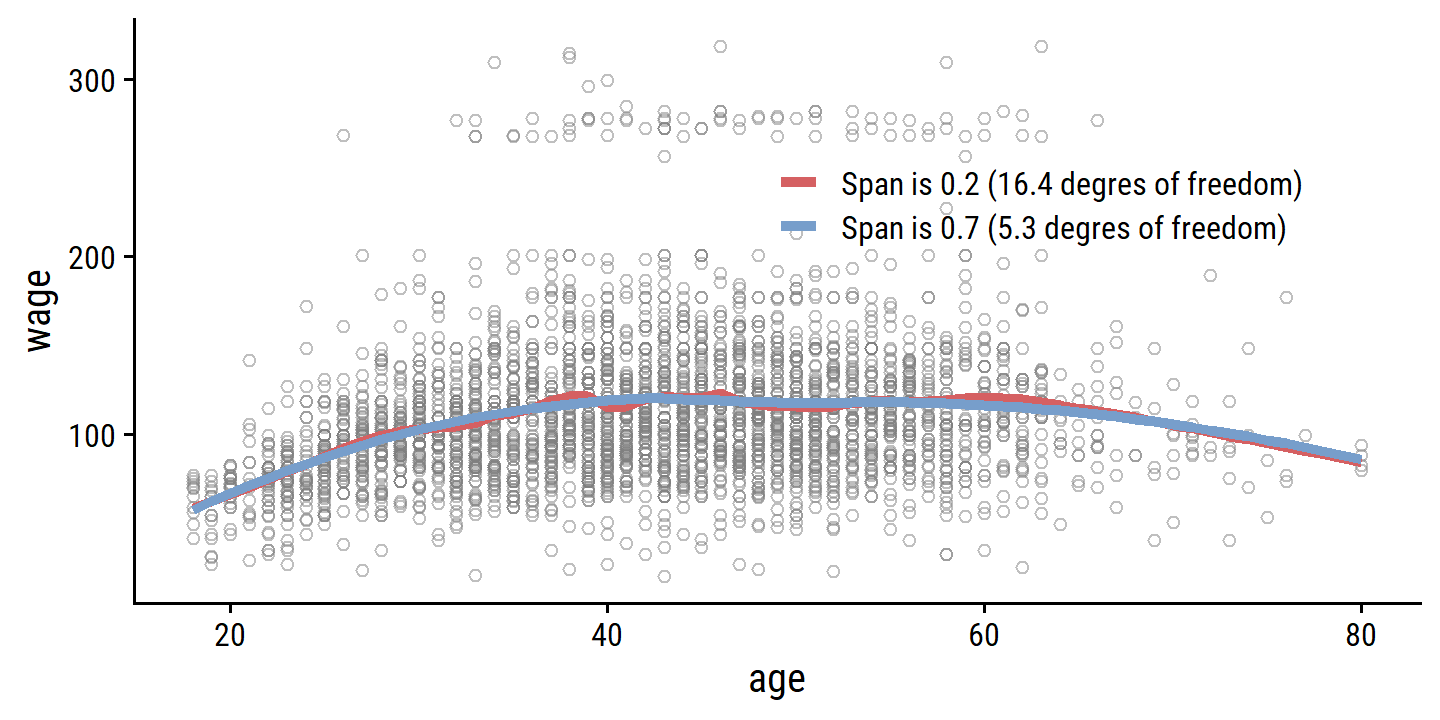 300
200
100
wage
Span is 0.2 (16.4 degres of freedom)
Span is 0.7 (5.3 degres of freedom)
20 40 60 80
age